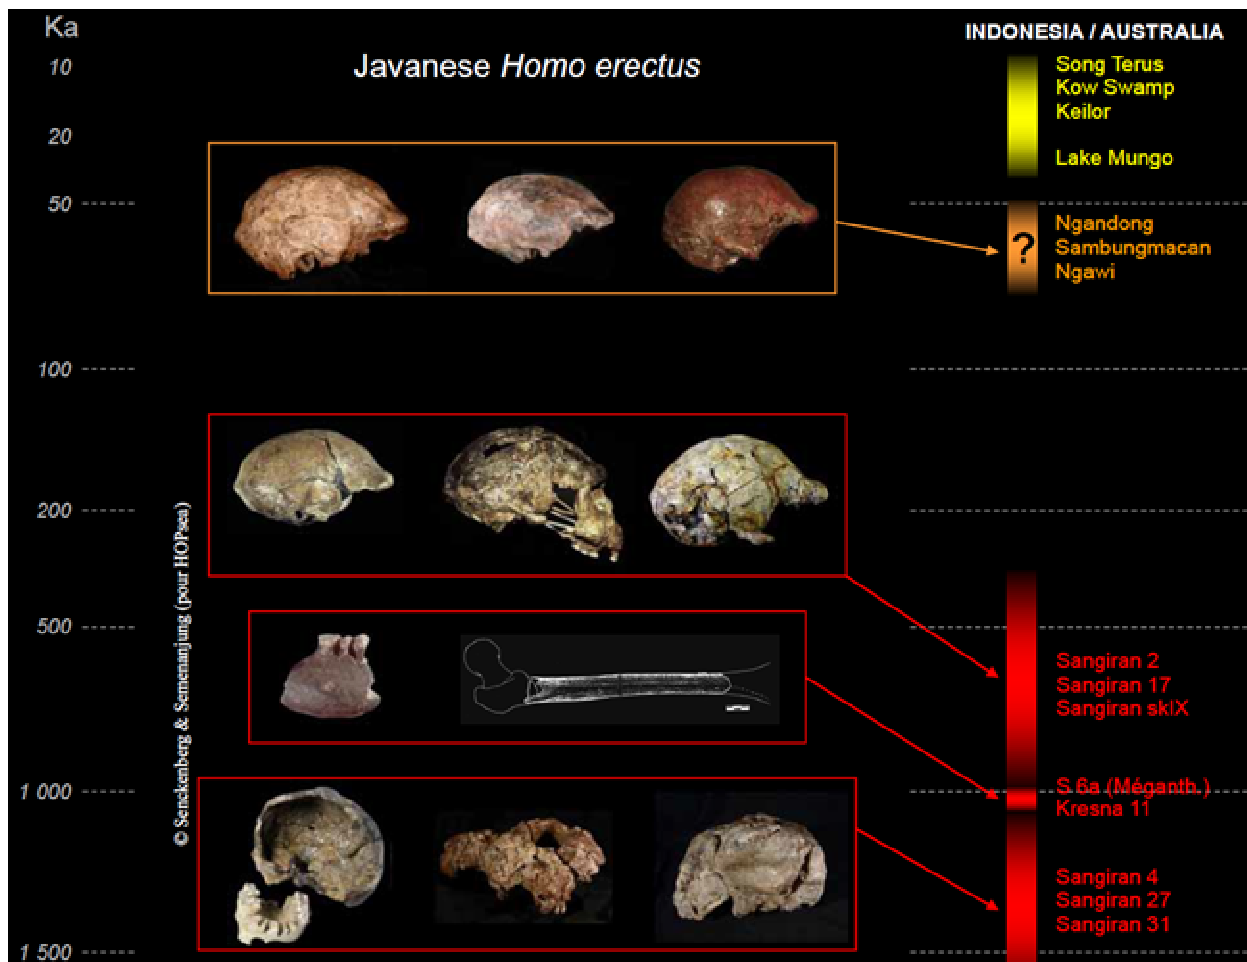 Ka
INDONESIA / AUSTRALIA
Javanese Homo erectus
10
Song Terus
Kow Swamp
Keilor
20
Lake Mungo
50
?
Ngandong
Sambungmacan
Ngawi
100
200
500
Sangiran 2
Sangiran 17
Sangiran skIX
1 000
S 6a (Méganth.)
Kresna 11
Sangiran 4
Sangiran 27
Sangiran 31
1 500
© Senckenberg & Semenanjung (pour HOPsea)